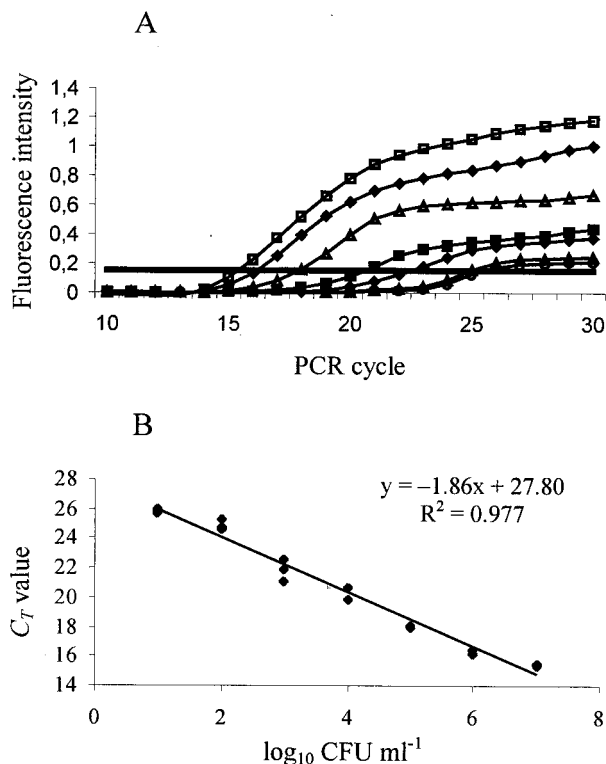 A
Fluorescence intensity
1,4
1,2
1
0,8
0,6
0,4
0,2
0
10 15 20 25 30
PCR cycle
B
y = –1.86x + 27.80
R² = 0.977
C_T value
28
26
24
22
20
18
16
14
0 2 4 6 8
log₁₀ CFU ml⁻¹